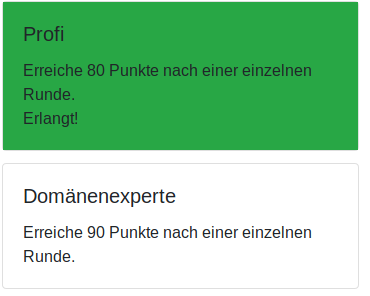 Profi
Erreiche 80 Punkte nach einer einzelnen
Runde.
Erlangt!
Domänenexperte
Erreiche 90 Punkte nach einer einzelnen
Runde.